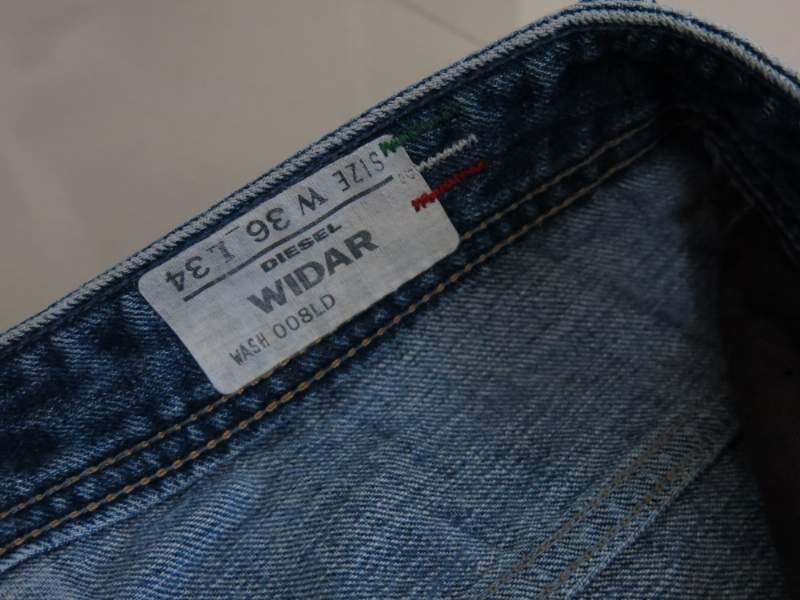 SIZE W 36 L 34
DIESEL
WIDAR
WASH 008LD